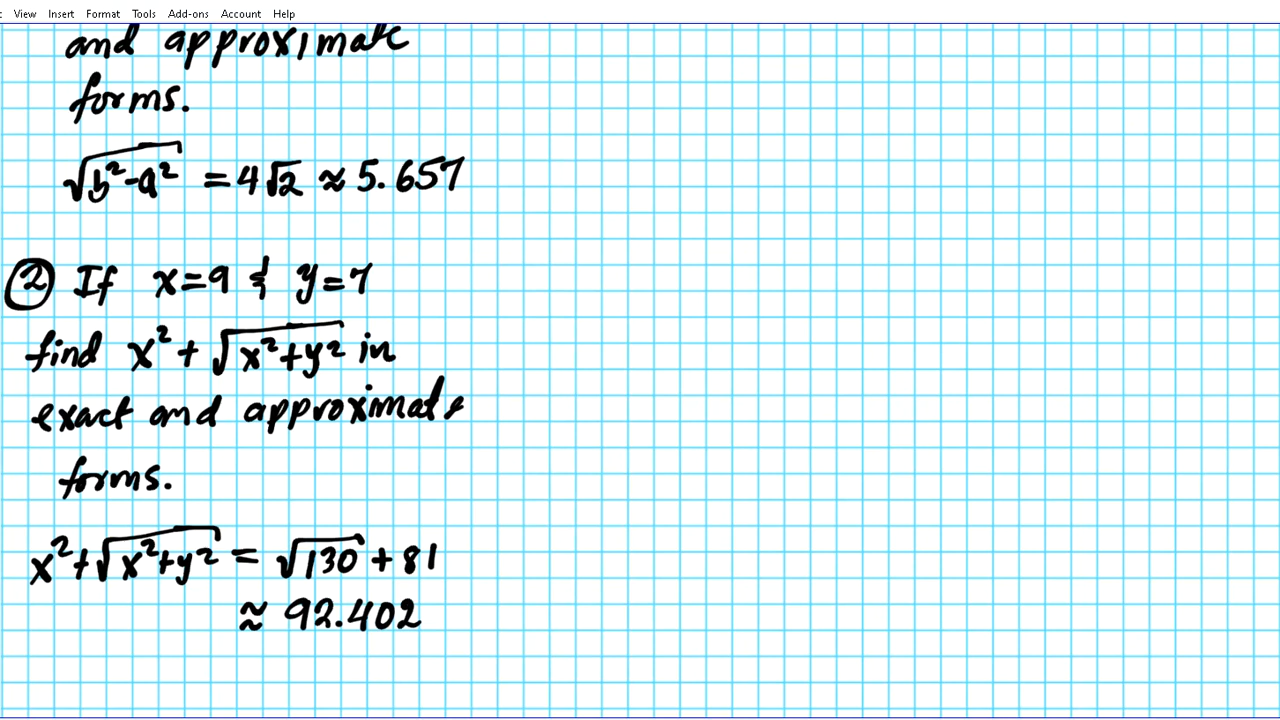 View Insert Format Tools Add-ons Account Help
and approximate
forms.
√(b²-a²) = 4√2 ≈ 5.657
② If x=9 & y=7
find x² + √(x²+y²) in
exact and approximate
forms.
x²+√(x²+y²) = √130 + 81
≈ 92.402